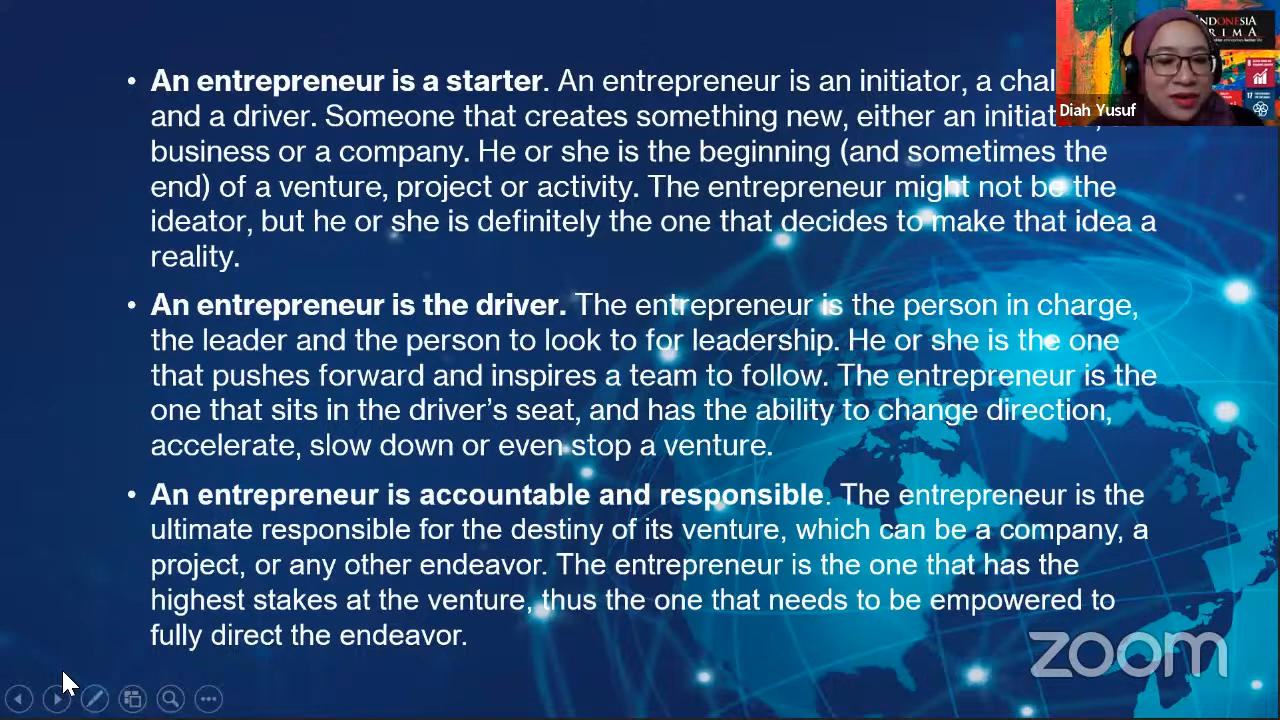 • An entrepreneur is a starter. An entrepreneur is an initiator, a
and a driver. Someone that creates something new, either an
business or a company. He or she is the beginning (and sometimes the
end) of a venture, project or activity. The entrepreneur might not be the
ideator, but he or she is definitely the one that decides to make that idea a
reality.
• An entrepreneur is the driver. The entrepreneur is the person in charge,
the leader and the person to look to for leadership. He or she is the one
that pushes forward and inspires a team to follow. The entrepreneur is the
one that sits in the driver’s seat, and has the ability to change direction,
accelerate, slow down or even stop a venture.
• An entrepreneur is accountable and responsible. The entrepreneur is the
ultimate responsible for the destiny of its venture, which can be a company, a
project, or any other endeavor. The entrepreneur is the one that has the
highest stakes at the venture, thus the one that needs to be empowered to
fully direct the endeavor.
INDONESIA
Diah Yusuf
8
17
zoom